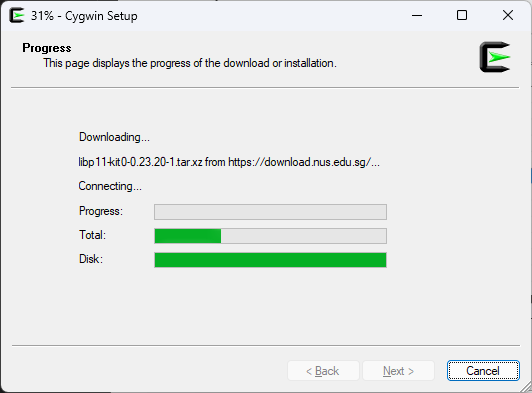 31% - Cygwin Setup
Progress
This page displays the progress of the download or installation.
Downloading...
libp11-kit0-0.23.20-1.tar.xz from https://download.nus.edu.sg/...
Connecting...
Progress:
Total:
Disk:
< Back
Next >
Cancel